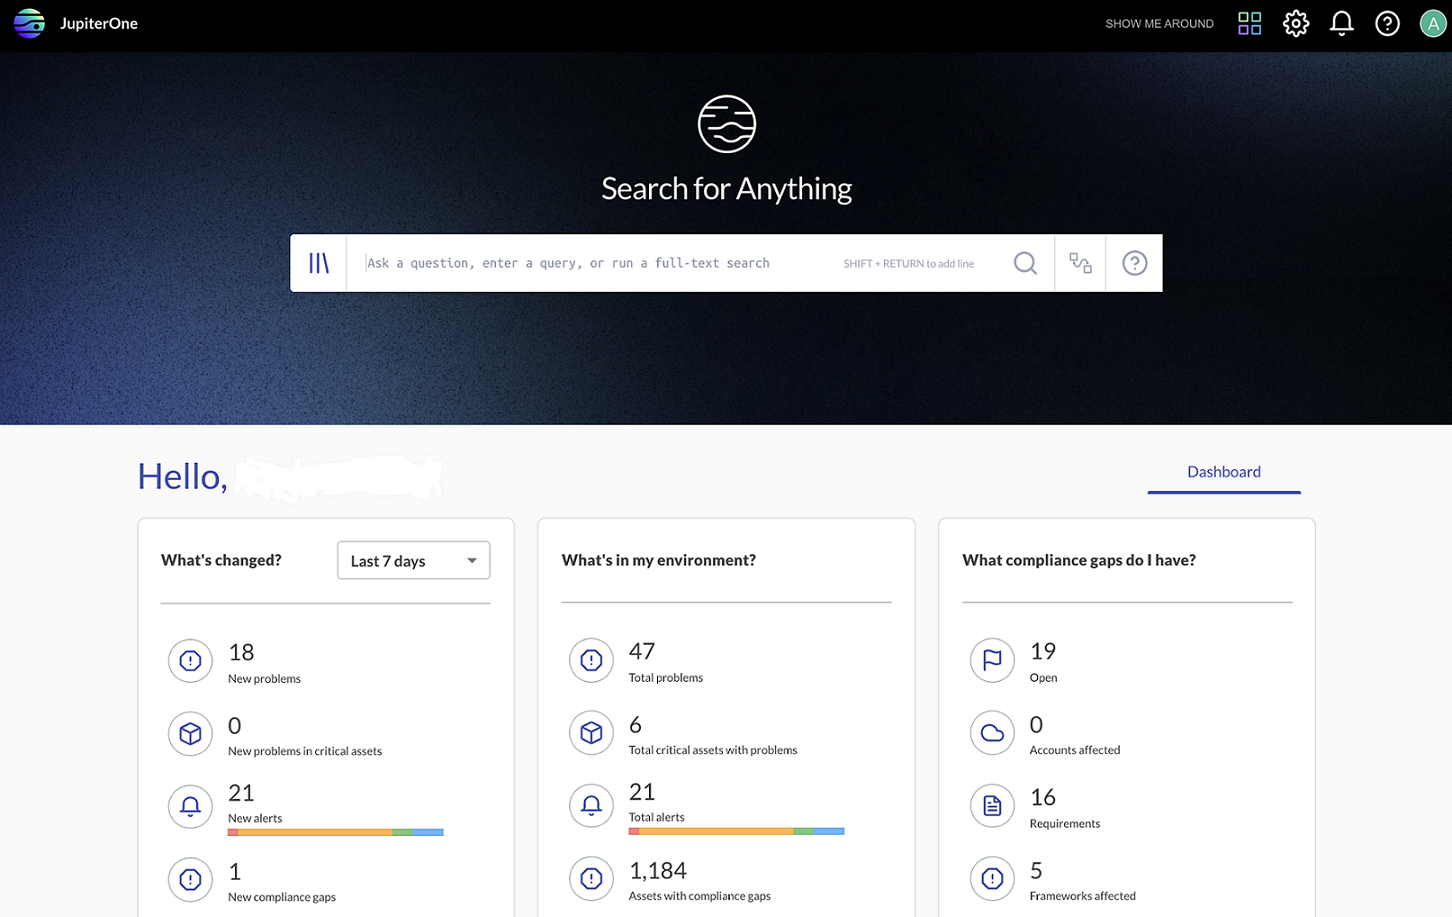 JupiterOne
SHOW ME AROUND
A
Search for Anything
Ask a question, enter a query, or run a full-text search
SHIFT + RETURN to add line
Hello,
Dashboard
What's changed?
Last 7 days
18
New problems
0
New problems in critical assets
21
New alerts
1
New compliance gaps
What's in my environment?
47
Total problems
6
Total critical assets with problems
21
Total alerts
1,184
Assets with compliance gaps
What compliance gaps do I have?
19
Open
0
Accounts affected
16
Requirements
5
Frameworks affected